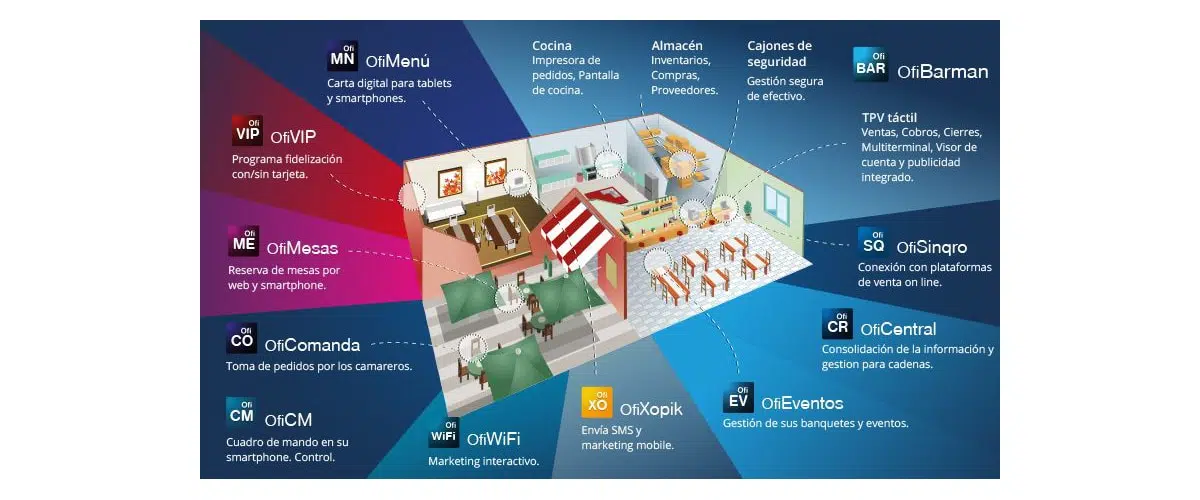 Ofi
MN
OfiMenú
Carta digital para tablets
y smartphones.
Cocina
Impresora de
pedidos, Pantalla
de cocina.
Almacén
Inventarios,
Compras,
Proveedores.
Cajones de
seguridad
Gestión segura
de efectivo.
Ofi
BAR
OfiBarman
TPV táctil
Ventas, Cobros, Cierres,
Multiterminal, Visor de
cuenta y publicidad
integrado.
Ofi
VIP
OfiVIP
Programa fidelización
con/sin tarjeta.
Ofi
ME
OfiMesas
Reserva de mesas por
web y smartphone.
Ofi
SQ
OfiSinqro
Conexión con plataformas
de venta on line.
Ofi
CO
OfiComanda
Toma de pedidos por los camareros.
Ofi
CR
OfiCentral
Consolidación de la información y
gestion para cadenas.
Ofi
CM
OfiCM
Cuadro de mando en su
smartphone. Control.
Ofi
WiFi
OfiWiFi
Marketing interactivo.
Ofi
XO
OfiXopik
Envía SMS y
marketing mobile.
Ofi
EV
OfiEventos
Gestión de sus banquetes y eventos.